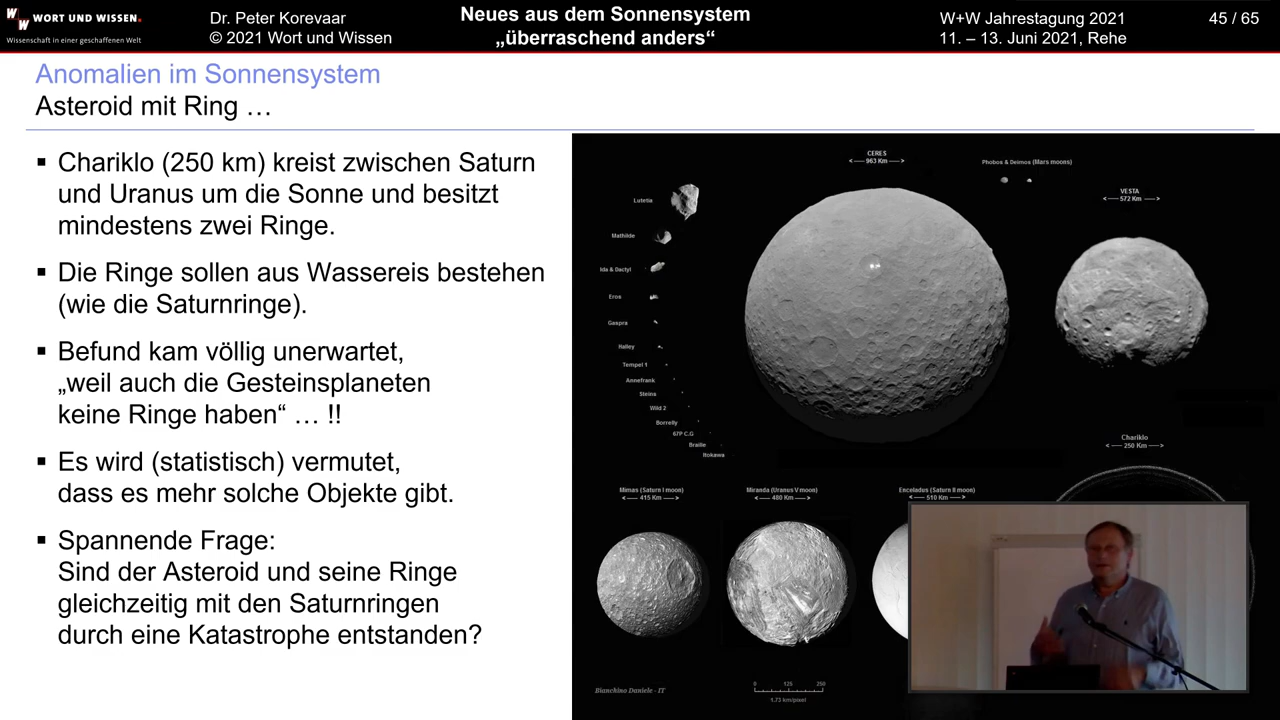 W+W WORT UND WISSEN.
Wissenschaft in einer geschaffenen Welt
Dr. Peter Korevaar
© 2021 Wort und Wissen
Neues aus dem Sonnensystem
„überraschend anders“
W+W Jahrestagung 2021
11. – 13. Juni 2021, Rehe
45 / 65
Anomalien im Sonnensystem
Asteroid mit Ring …
▪ Chariklo (250 km) kreist zwischen Saturn
und Uranus um die Sonne und besitzt
mindestens zwei Ringe.
▪ Die Ringe sollen aus Wassereis bestehen
(wie die Saturnringe).
▪ Befund kam völlig unerwartet,
„weil auch die Gesteinsplaneten
keine Ringe haben“ … !!
▪ Es wird (statistisch) vermutet,
dass es mehr solche Objekte gibt.
▪ Spannende Frage:
Sind der Asteroid und seine Ringe
gleichzeitig mit den Saturnringen
durch eine Katastrophe entstanden?
CERES
963 Km
Phobos & Deimos (Mars moons)
VESTA
572 Km
Lutetia
Mathilde
Ida & Dactyl
Eros
Gaspra
Halley
Tempel 1
Annefrank
Steins
Wild 2
Borrelly
67P C.G
Braille
Itokawa
Chariklo
250 Km
Mimas (Saturn I moon)
415 Km
Miranda (Uranus V moon)
480 Km
Enceladus (Saturn II moon)
510 Km
Bianchino Daniele - IT
0 125 250
1.73 km/pixel